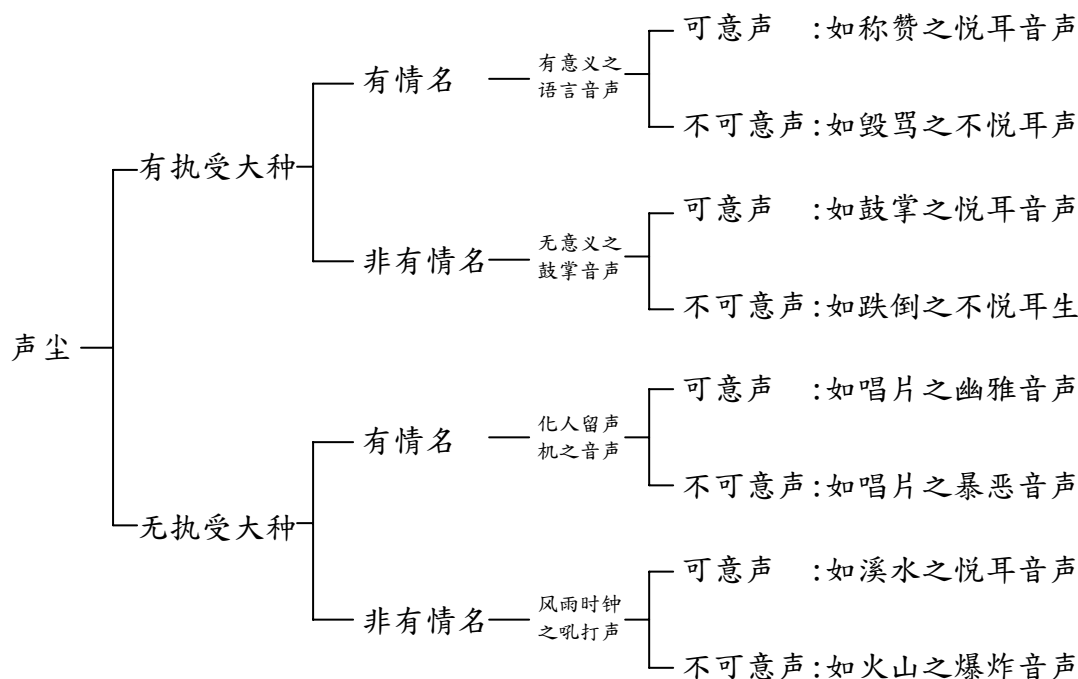 声尘
有执受大种
有情名
有意义之
语言音声
可意声 :如称赞之悦耳音声
不可意声:如毁骂之不悦耳声
非有情名
无意义之
鼓掌音声
可意声 :如鼓掌之悦耳音声
不可意声:如跌倒之不悦耳生
无执受大种
有情名
化人留声
机之音声
可意声 :如唱片之幽雅音声
不可意声:如唱片之暴恶音声
非有情名
风雨时钟
之吼打声
可意声 :如溪水之悦耳音声
不可意声:如火山之爆炸音声